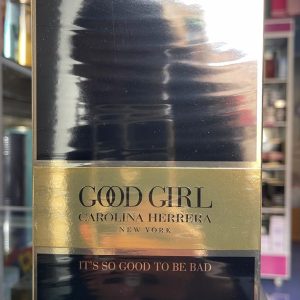 GOOD GIRL
CAROLINA HERRERA
NEW YORK
IT'S SO GOOD TO BE BAD